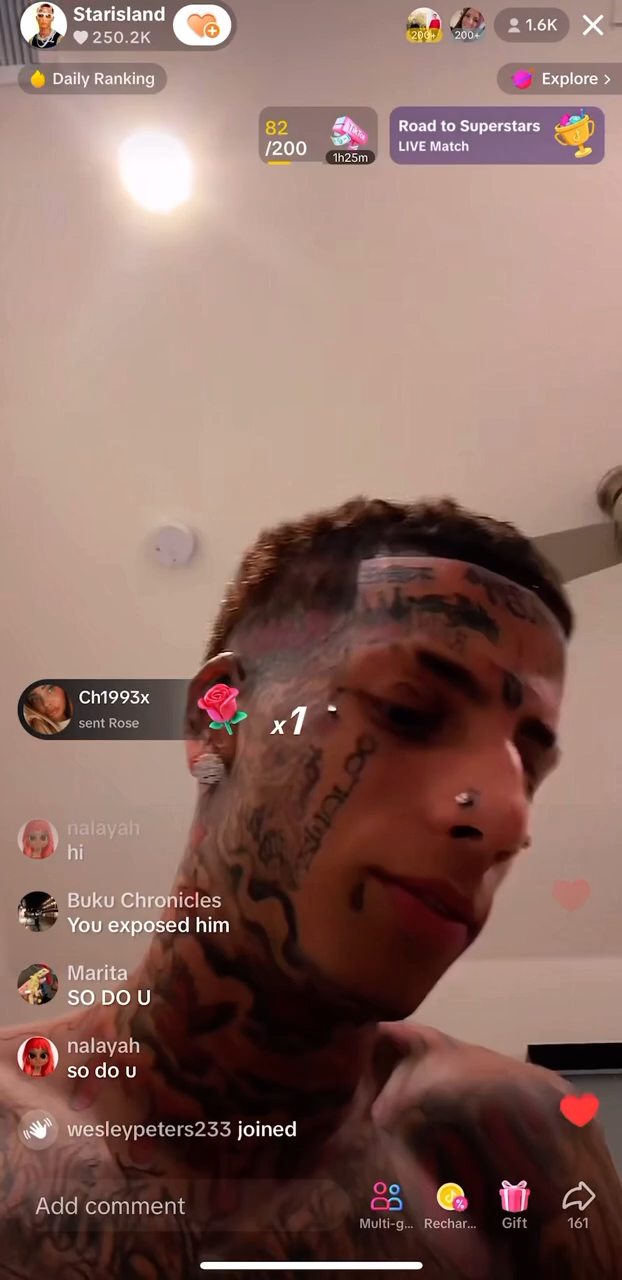 Starisland
250.2K
200+
200+
1.6K
Daily Ranking
Explore >
82
/200
1h25m
Road to Superstars
LIVE Match
Ch1993x
sent Rose
x1
nalayah
hi
Buku Chronicles
You exposed him
Marita
SO DO U
nalayah
so do u
wesleypeters233 joined
Add comment
Multi-g...
Rechar...
Gift
161